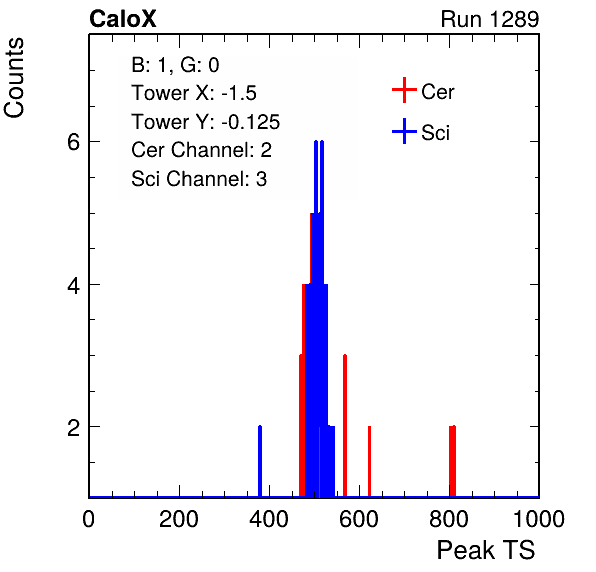 CaloX Run 1289
Counts
B: 1, G: 0
Tower X: -1.5
Tower Y: -0.125
Cer Channel: 2
Sci Channel: 3
Cer
Sci
6
4
2
0 200 400 600 800 1000
Peak TS